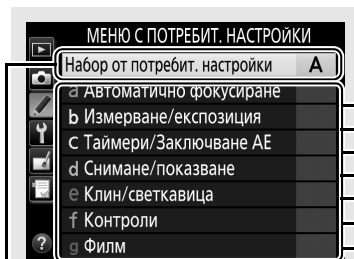 МЕНЮ С ПОТРЕБИТ. НАСТРОЙКИ
Набор от потребит. настройки A
a Автоматично фокусиране
b Измерване/експозиция
c Таймери/Заключване AE
d Снимане/показване
e Клин/светкавица
f Контроли
g Филм
?